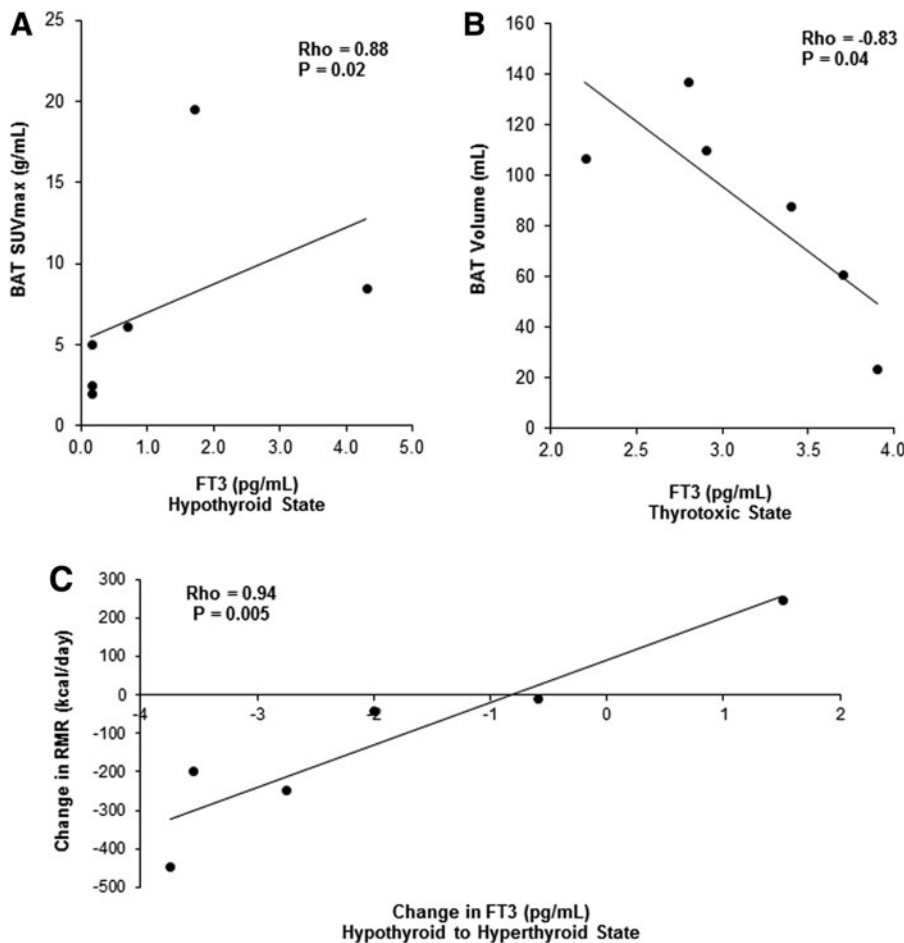 A
Rho = 0.88
P = 0.02
25
20
15
10
5
0
BAT SUVmax (g/mL)
0.0 1.0 2.0 3.0 4.0 5.0
FT3 (pg/mL)
Hypothyroid State
B
Rho = -0.83
P = 0.04
160
140
120
100
80
60
40
20
0
BAT Volume (mL)
2.0 2.5 3.0 3.5 4.0
FT3 (pg/mL)
Thyrotoxic State
C
Rho = 0.94
P = 0.005
300
200
100
0
-100
-200
-300
-400
-500
Change in RMR (kcal/day)
-4 -3 -2 -1 0 1 2
Change in FT3 (pg/mL)
Hypothyroid to Hyperthyroid State